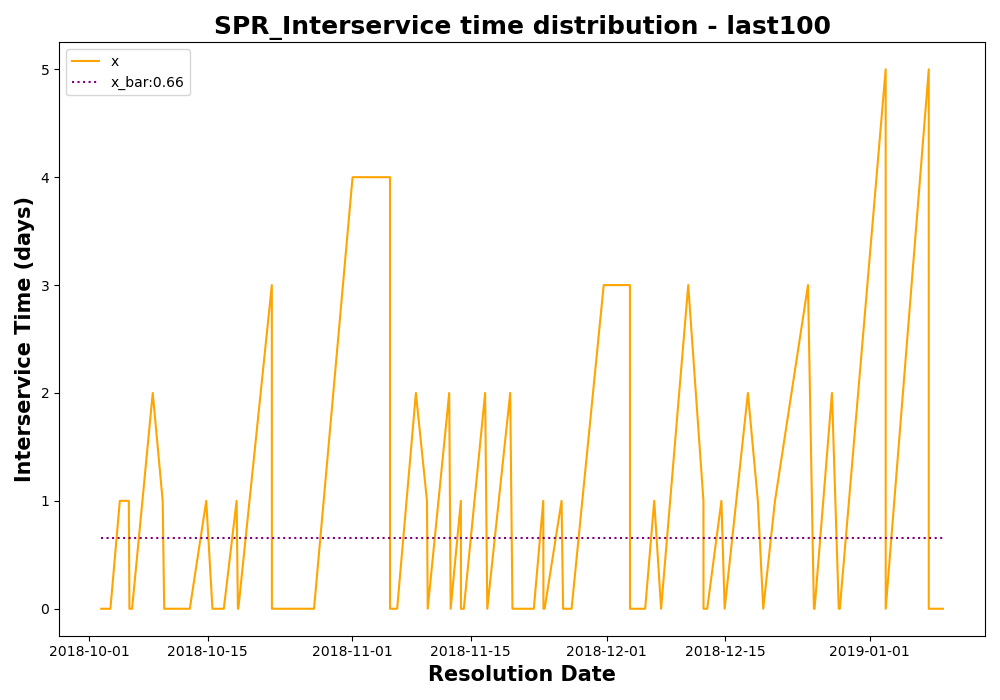 SPR_Interservice time distribution - last100
x
x_bar:0.66
Interservice Time (days)
5
4
3
2
1
0
2018-10-01 2018-10-15 2018-11-01 2018-11-15 2018-12-01 2018-12-15 2019-01-01
Resolution Date